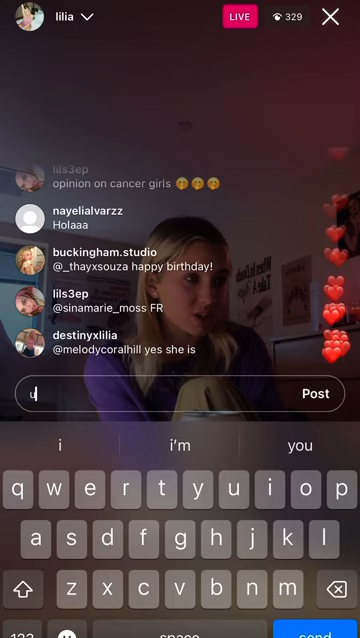 lilia
LIVE
329
lils3ep
opinion on cancer girls 🤭🤭🤭
nayelialvarzz
Holaaa
buckingham.studio
@_thayxsouza happy birthday!
lils3ep
@sinamarie_moss FR
destinyxlilia
@melodycoralhill yes she is
u
Post
i i'm you
q w e r t y u i o p
a s d f g h j k l
z x c v b n m
123 space send